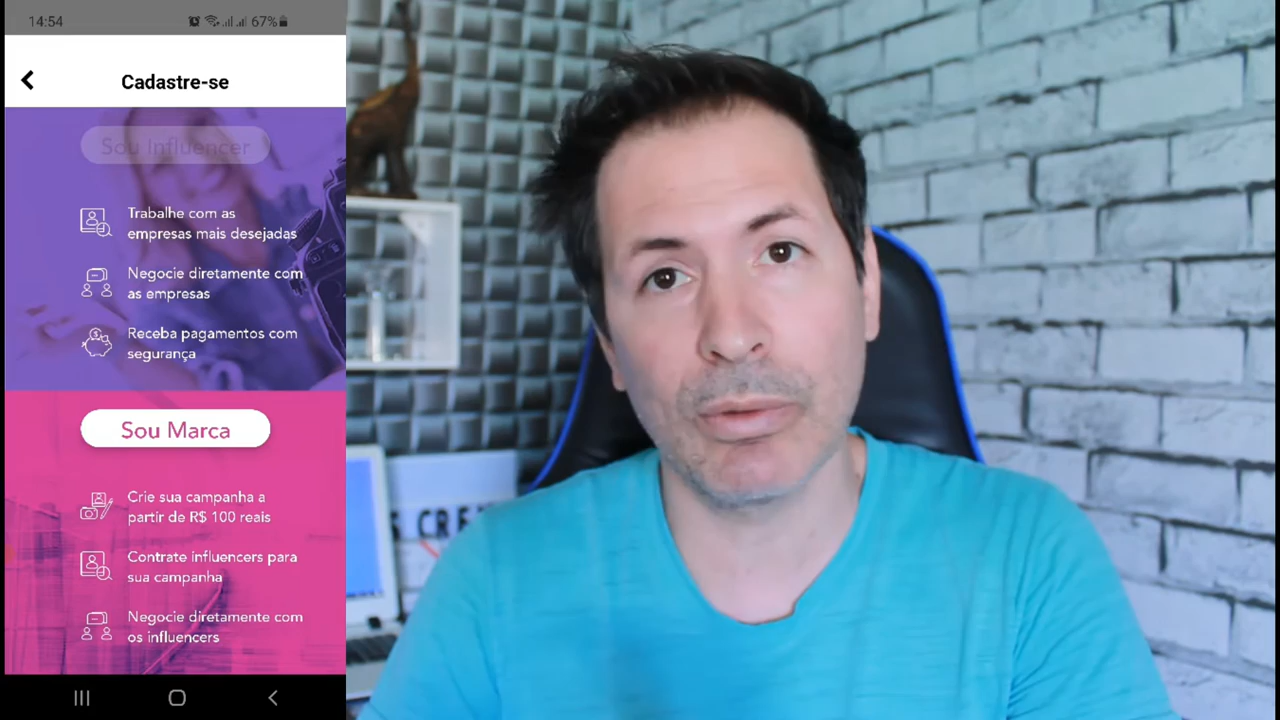 14:54
67%
Cadastre-se
Sou Influencer
Trabalhe com as
empresas mais desejadas
Negocie diretamente com
as empresas
Receba pagamentos com
segurança
Sou Marca
Crie sua campanha a
partir de R$ 100 reais
Contrate influencers para
sua campanha
Negocie diretamente com
os influencers